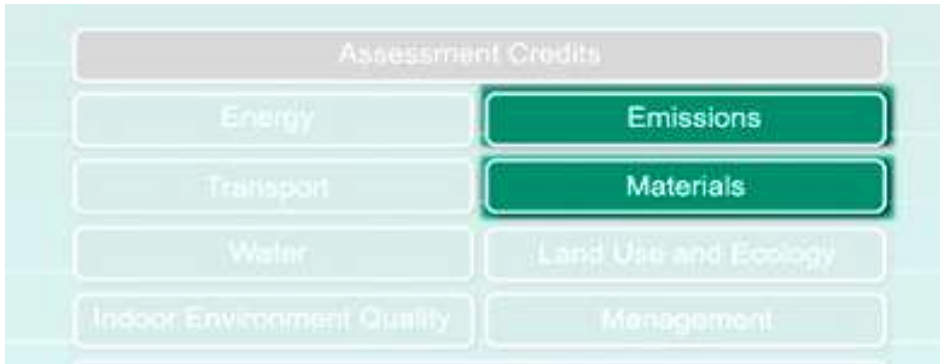 Assessment Credits
Energy
Emissions
Transport
Materials
Water
Land Use and Ecology
Indoor Environment Quality
Management